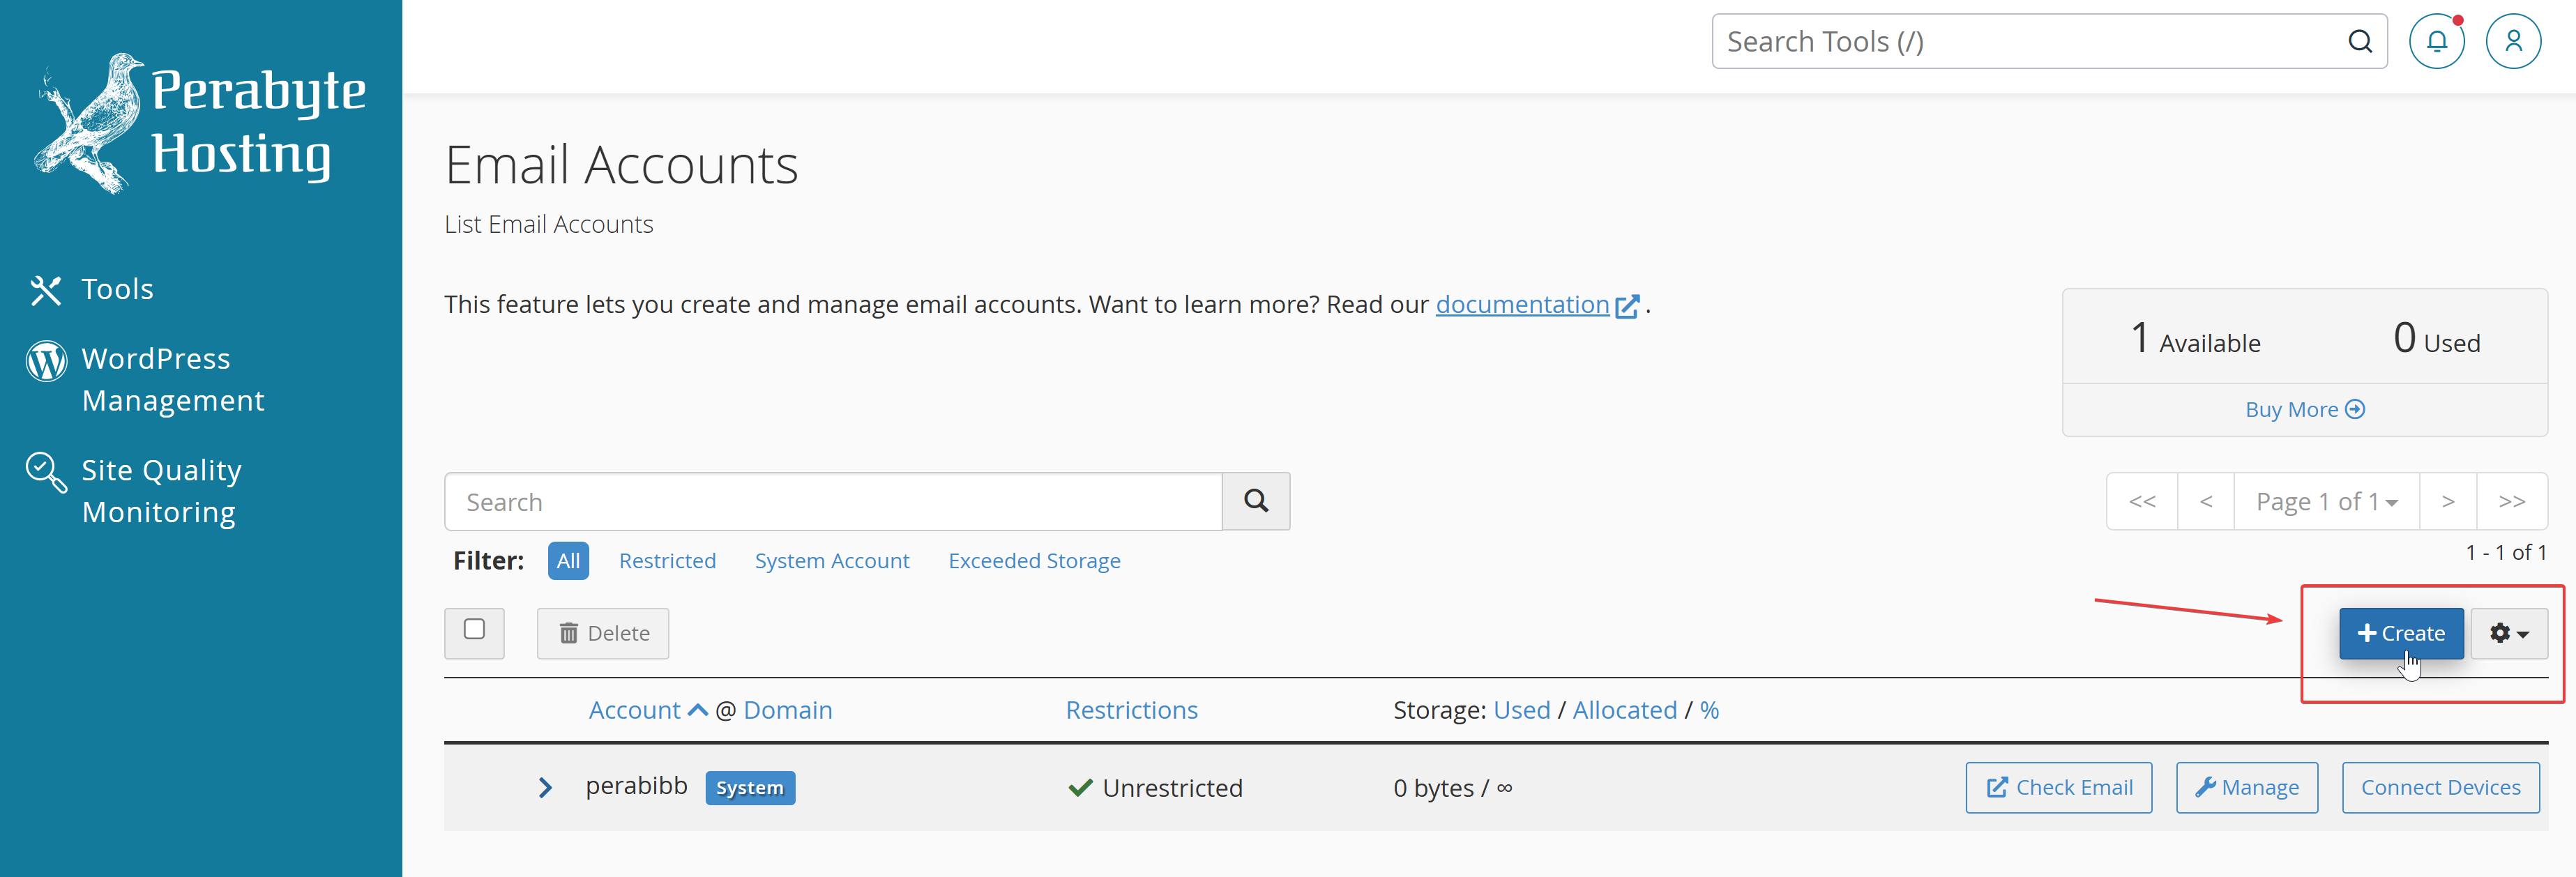 Perabyte
Hosting
Search Tools (/)
Tools
WordPress
Management
Site Quality
Monitoring
Email Accounts
List Email Accounts
This feature lets you create and manage email accounts. Want to learn more? Read our documentation .
1 Available 0 Used
Buy More
Search
<< < Page 1 of 1 > >>
1 - 1 of 1
Filter: All Restricted System Account Exceeded Storage
Delete
Create
Account @ Domain Restrictions Storage: Used / Allocated / %
perabibb System Unrestricted 0 bytes / ∞ Check Email Manage Connect Devices